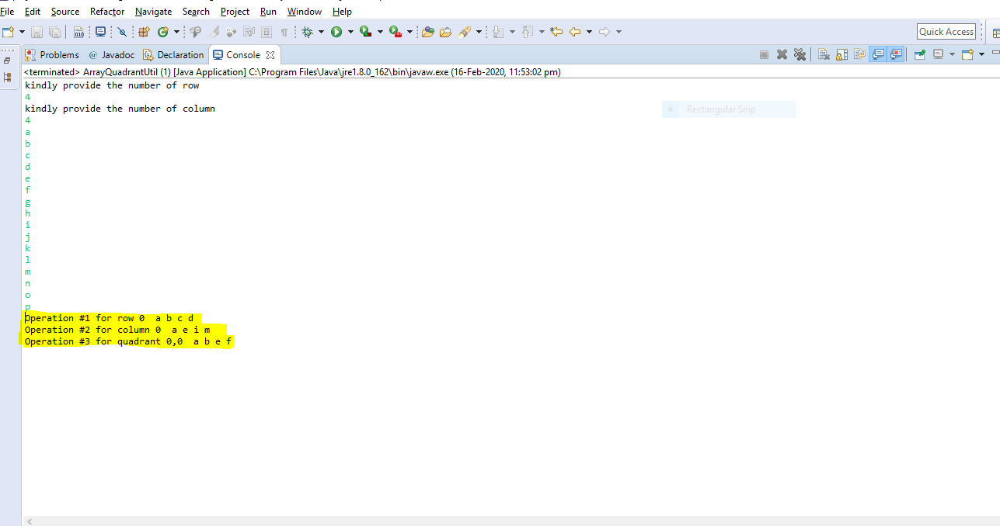 File Edit Source Refactor Navigate Search Project Run Window Help
Quick Access
Problems @ Javadoc Declaration Console
<terminated> ArrayQuadrantUtil (1) [Java Application] C:\Program Files\Java\jre1.8.0_162\bin\javaw.exe (16-Feb-2020, 11:53:02 pm)
kindly provide the number of row
4
kindly provide the number of column
Rectangular Snip
4
a
b
c
d
e
f
g
h
i
j
k
l
m
n
o
p
Operation #1 for row 0  a b c d
Operation #2 for column 0  a e i m
Operation #3 for quadrant 0,0  a b e f